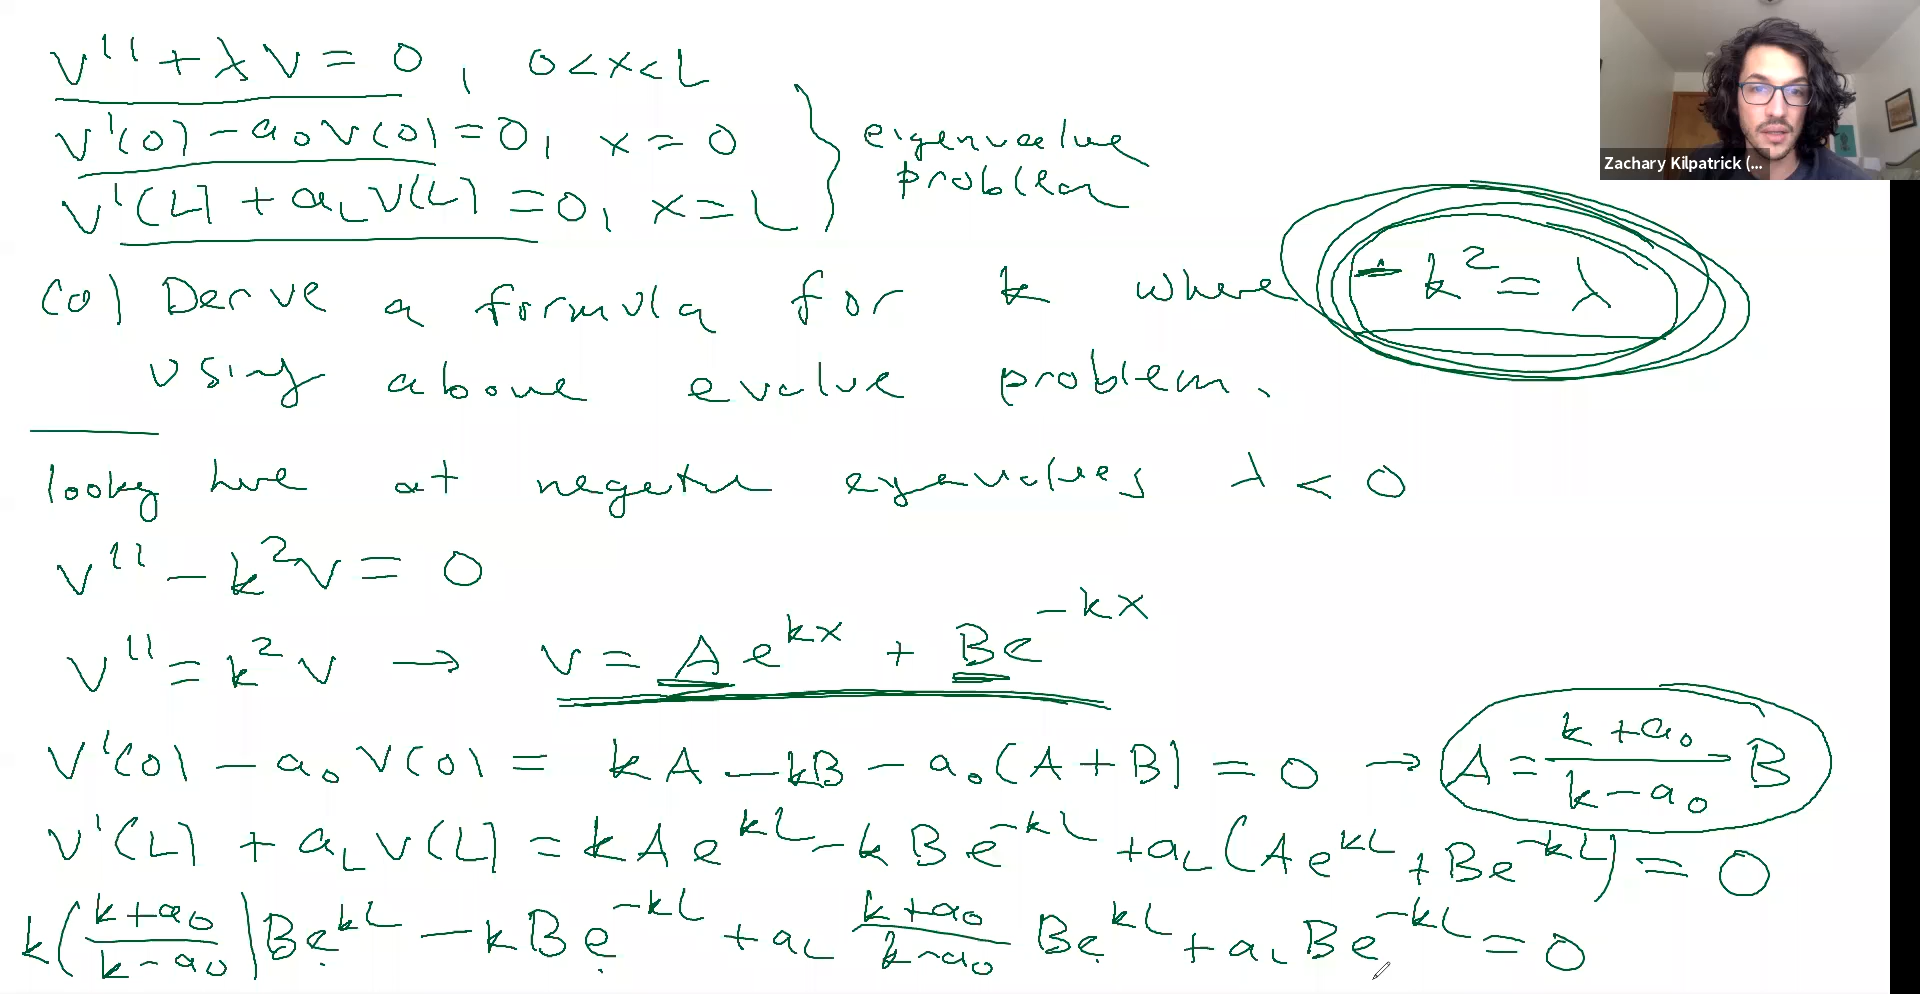 v'' + λv = 0, 0<x<L
v'(0) - a₀v(0) = 0, x = 0
v'(L) + a_L v(L) = 0, x = L
eigenvalue
problem
Zachary Kilpatrick (...
(a) Derive a formula for k where -k² = λ
using above evalue problem.
looking here at negative eigenvalues λ < 0
v'' - k²v = 0
v'' = k²v → v = Ae^{kx} + Be^{-kx}
v'(0) - a₀v(0) = kA - kB - a₀(A+B) = 0 → A = \frac{k+a₀}{k-a₀} B
v'(L) + a_L v(L) = kAe^{kL} - kBe^{-kL} + a_L(Ae^{kL} + Be^{-kL}) = 0
k(\frac{k+a₀}{k-a₀})Be^{kL} - kBe^{-kL} + a_L \frac{k+a₀}{k-a₀} Be^{kL} + a_L Be^{-kL} = 0